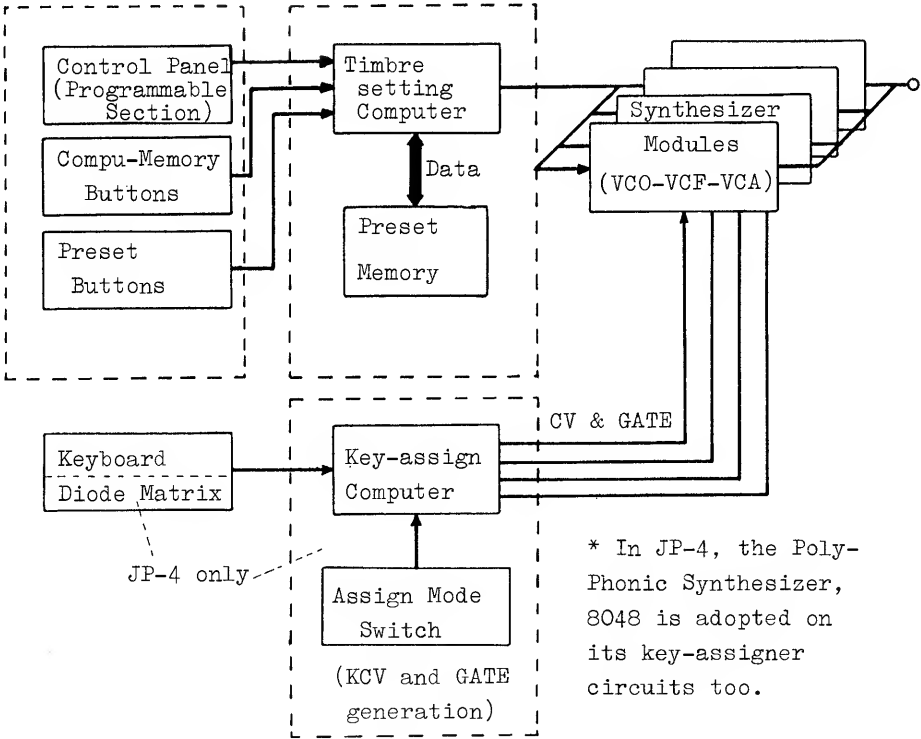 Control Panel
(Programmable
Section)
Compu-Memory
Buttons
Preset
Buttons
Timbre
setting
Computer
Data
Preset
Memory
Synthesizer
Modules
(VCO-VCF-VCA)
CV & GATE
Keyboard
Diode Matrix
JP-4 only
Key-assign
Computer
Assign Mode
Switch
(KCV and GATE
generation)
* In JP-4, the Poly-
Phonic Synthesizer,
8048 is adopted on
its key-assigner
circuits too.